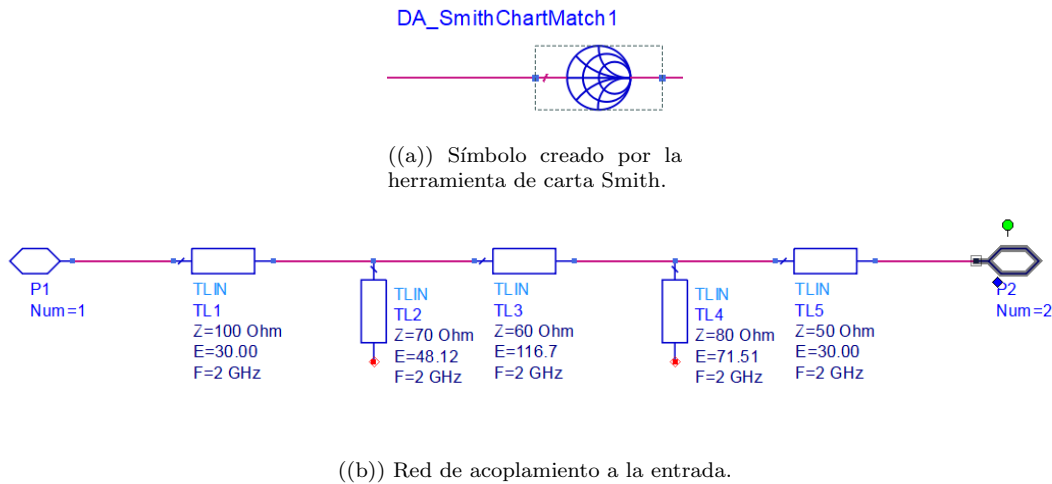 DA_SmithChartMatch1
((a)) Símbolo creado por la
herramienta de carta Smith.
P1
Num=1
TLIN
TL1
Z=100 Ohm
E=30.00
F=2 GHz
TLIN
TL2
Z=70 Ohm
E=48.12
F=2 GHz
TLIN
TL3
Z=60 Ohm
E=116.7
F=2 GHz
TLIN
TL4
Z=80 Ohm
E=71.51
F=2 GHz
TLIN
TL5
Z=50 Ohm
E=30.00
F=2 GHz
P2
Num=2
((b)) Red de acoplamiento a la entrada.